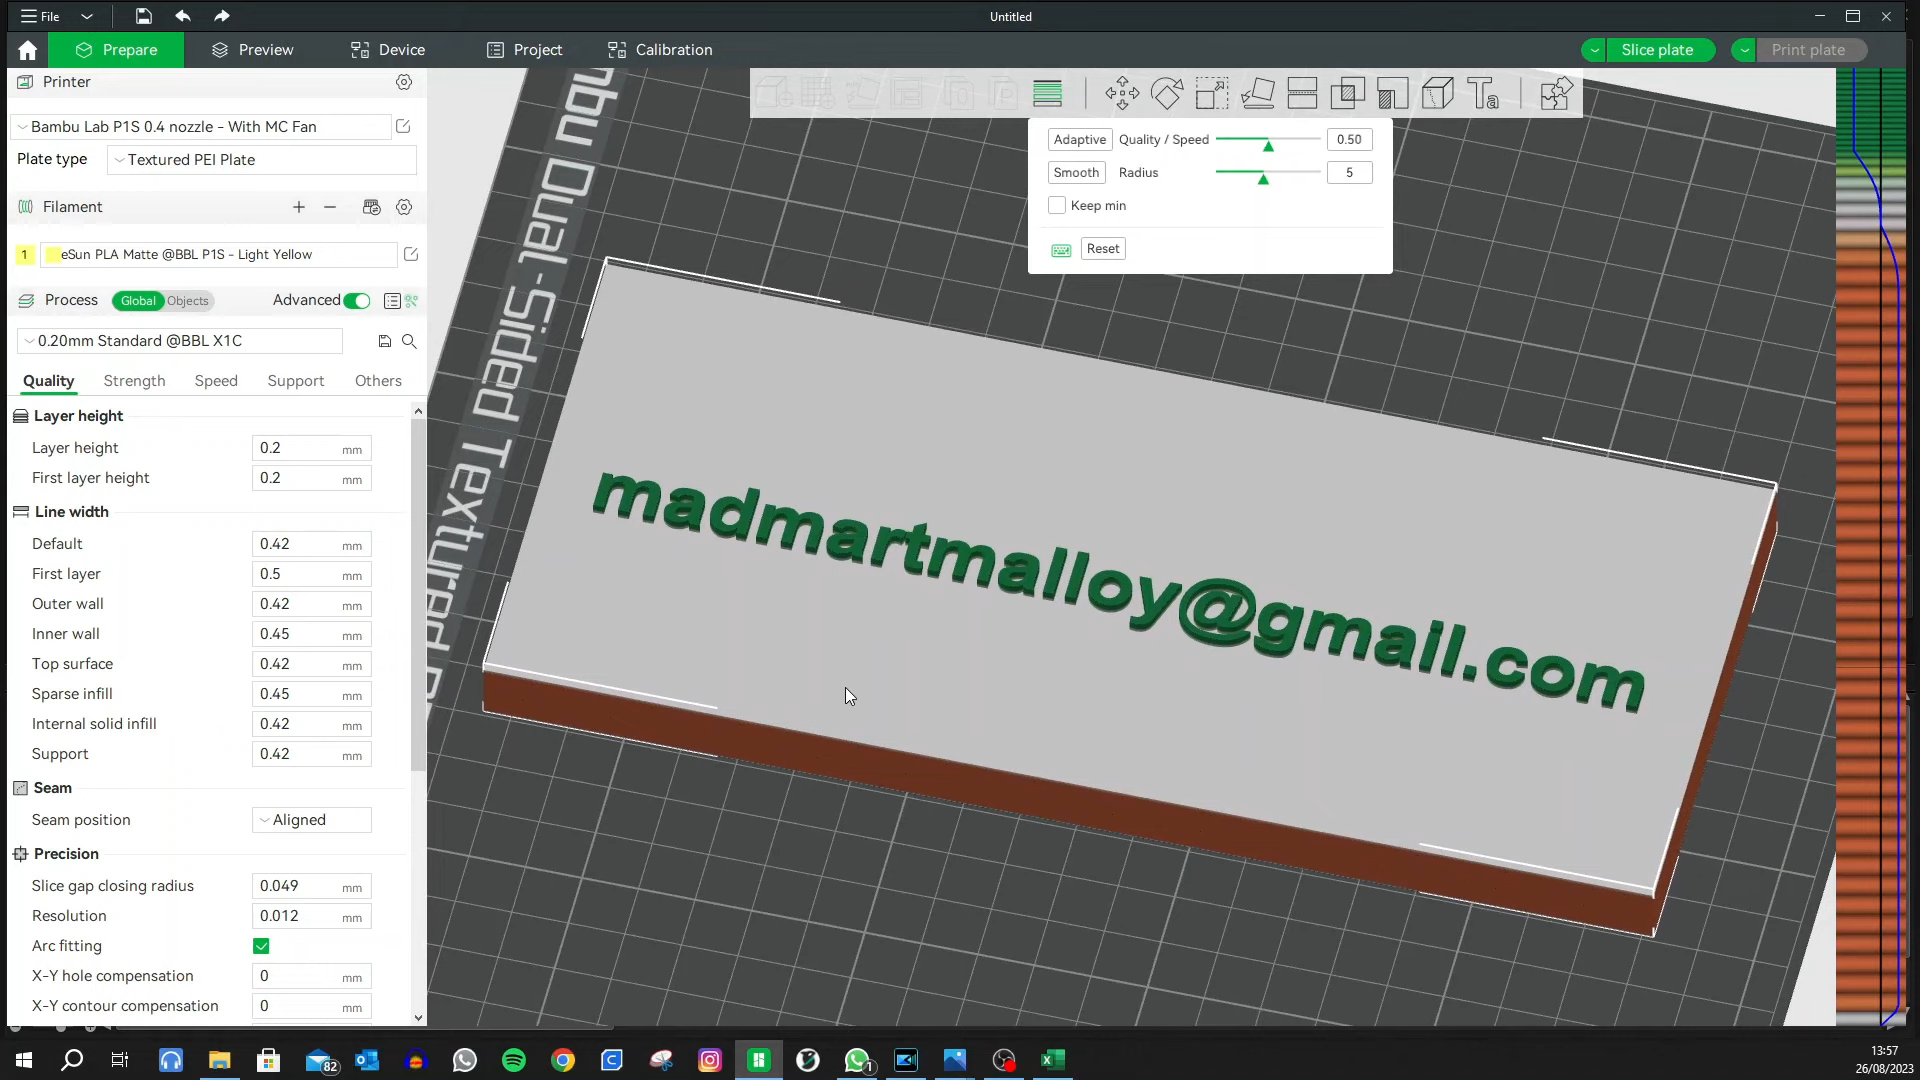 File
Untitled
Prepare
Preview
Device
Project
Calibration
Slice plate
Print plate
Printer
Bambu Lab P1S 0.4 nozzle - With MC Fan
Plate type
Textured PEI Plate
Filament
1
eSun PLA Matte @BBL P1S - Light Yellow
Process
Global
Objects
Advanced
0.20mm Standard @BBL X1C
Quality
Strength
Speed
Support
Others
Layer height
Layer height 0.2 mm
First layer height 0.2 mm
Line width
Default 0.42 mm
First layer 0.5 mm
Outer wall 0.42 mm
Inner wall 0.45 mm
Top surface 0.42 mm
Sparse infill 0.45 mm
Internal solid infill 0.42 mm
Support 0.42 mm
Seam
Seam position Aligned
Precision
Slice gap closing radius 0.049 mm
Resolution 0.012 mm
Arc fitting
X-Y hole compensation 0 mm
X-Y contour compensation 0 mm
Adaptive Quality / Speed 0.50
Smooth Radius 5
Keep min
Reset
bu Dual-Sided Textured P
madmartmalloy@gmail.com
82
1
13:57
26/08/2023